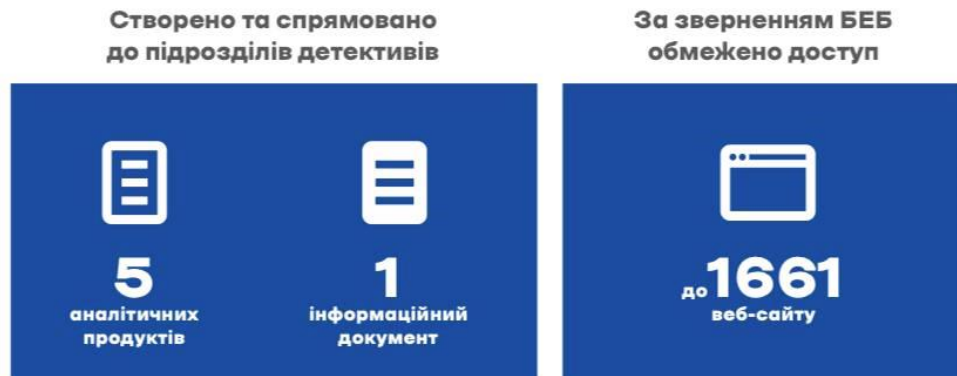 Створено та спрямовано
до підрозділів детективів
5
аналітичних
продуктів
1
інформаційний
документ
За зверненням БЕБ
обмежено доступ
до 1661
веб-сайту